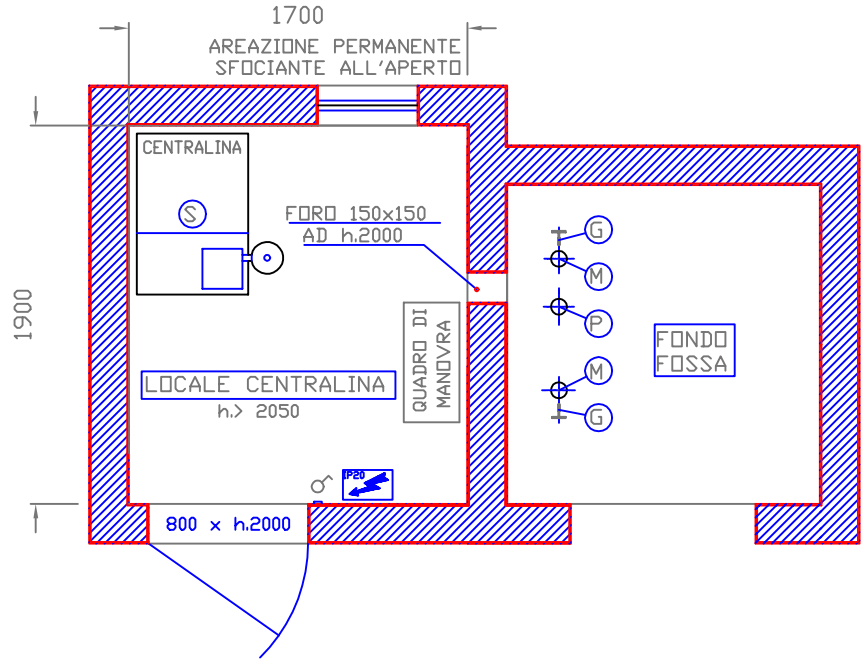 1700
AREAZIONE PERMANENTE
SFOCIANTE ALL'APERTO
CENTRALINA
S
FORO 150x150
AD h.2000
G
M
P
M
G
1900
QUADRO DI
MANOVRA
FONDO
FOSSA
LOCALE CENTRALINA
h.> 2050
IP20
800 x h.2000